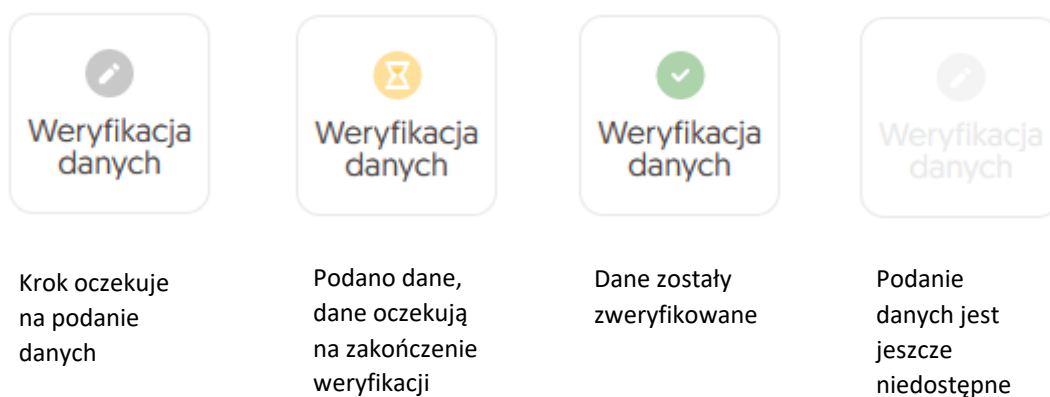 Weryfikacja
danych
Weryfikacja
danych
Weryfikacja
danych
Weryfikacja
danych
Krok oczekuje
na podanie
danych
Podano dane,
dane oczekują
na zakończenie
weryfikacji
Dane zostały
zweryfikowane
Podanie
danych jest
jeszcze
niedostępne